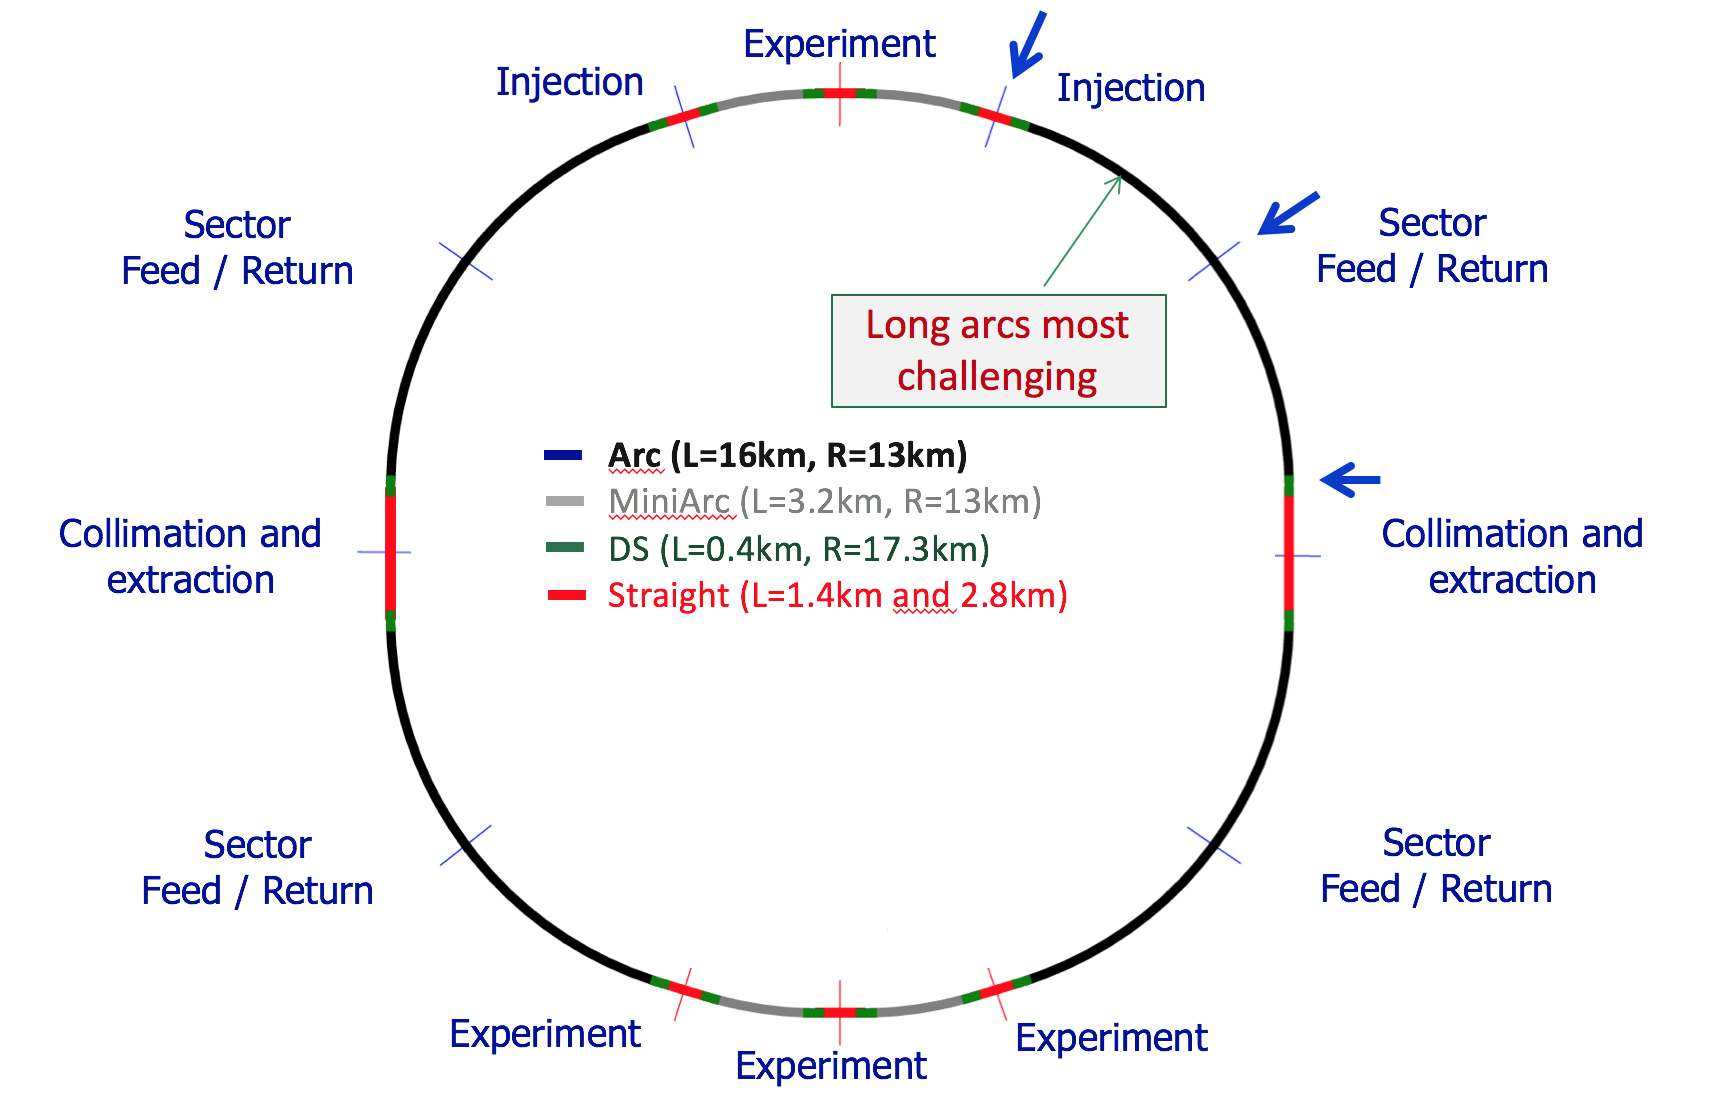 Experiment
Injection
Injection
Sector
Feed / Return
Sector
Feed / Return
Long arcs most
challenging
Arc (L=16km, R=13km)
MiniArc (L=3.2km, R=13km)
DS (L=0.4km, R=17.3km)
Straight (L=1.4km and 2.8km)
Collimation and
extraction
Collimation and
extraction
Sector
Feed / Return
Sector
Feed / Return
Experiment
Experiment
Experiment